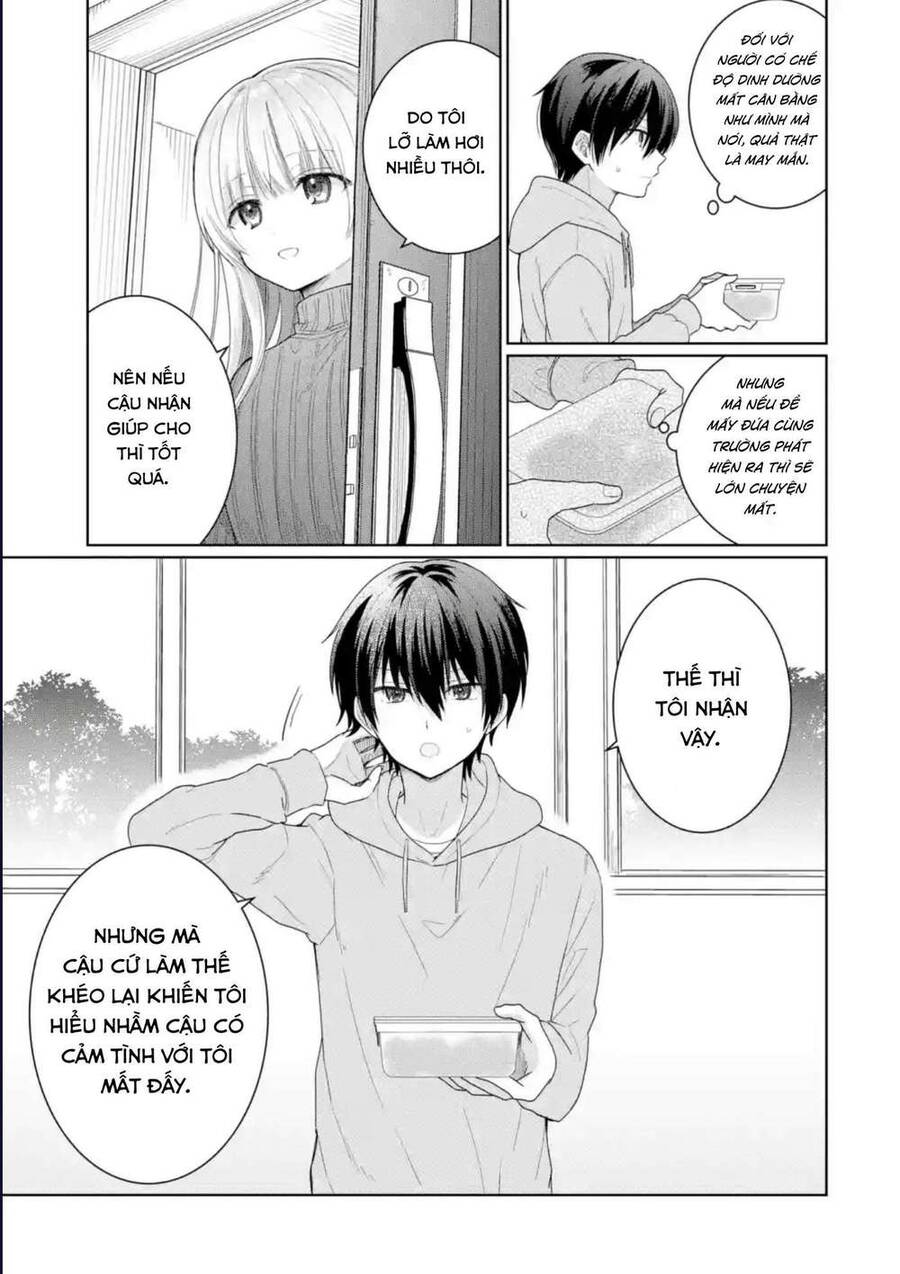 ĐỐI VỚI
NGƯỜI CÓ CHẾ
ĐỘ DINH DƯỠNG
MẤT CÂN BẰNG
NHƯ MÌNH MÀ
NÓI, QUẢ THẬT
LÀ MAY MẮN.
NHƯNG
MÀ NẾU ĐỂ
MẤY ĐỨA CÙNG
TRƯỜNG PHÁT
HIỆN RA THÌ SẼ
LỚN CHUYỆN
MẤT.
DO TÔI
LỠ LÀM HƠI
NHIỀU THÔI.
NÊN NẾU
CẬU NHẬN
GIÚP CHO
THÌ TỐT
QUÁ.
THẾ THÌ
TÔI NHẬN
VẬY.
NHƯNG MÀ
CẬU CỨ LÀM THẾ
KHÉO LẠI KHIẾN TÔI
HIỂU NHẦM CẬU CÓ
CẢM TÌNH VỚI TÔI
MẤT ĐẤY.